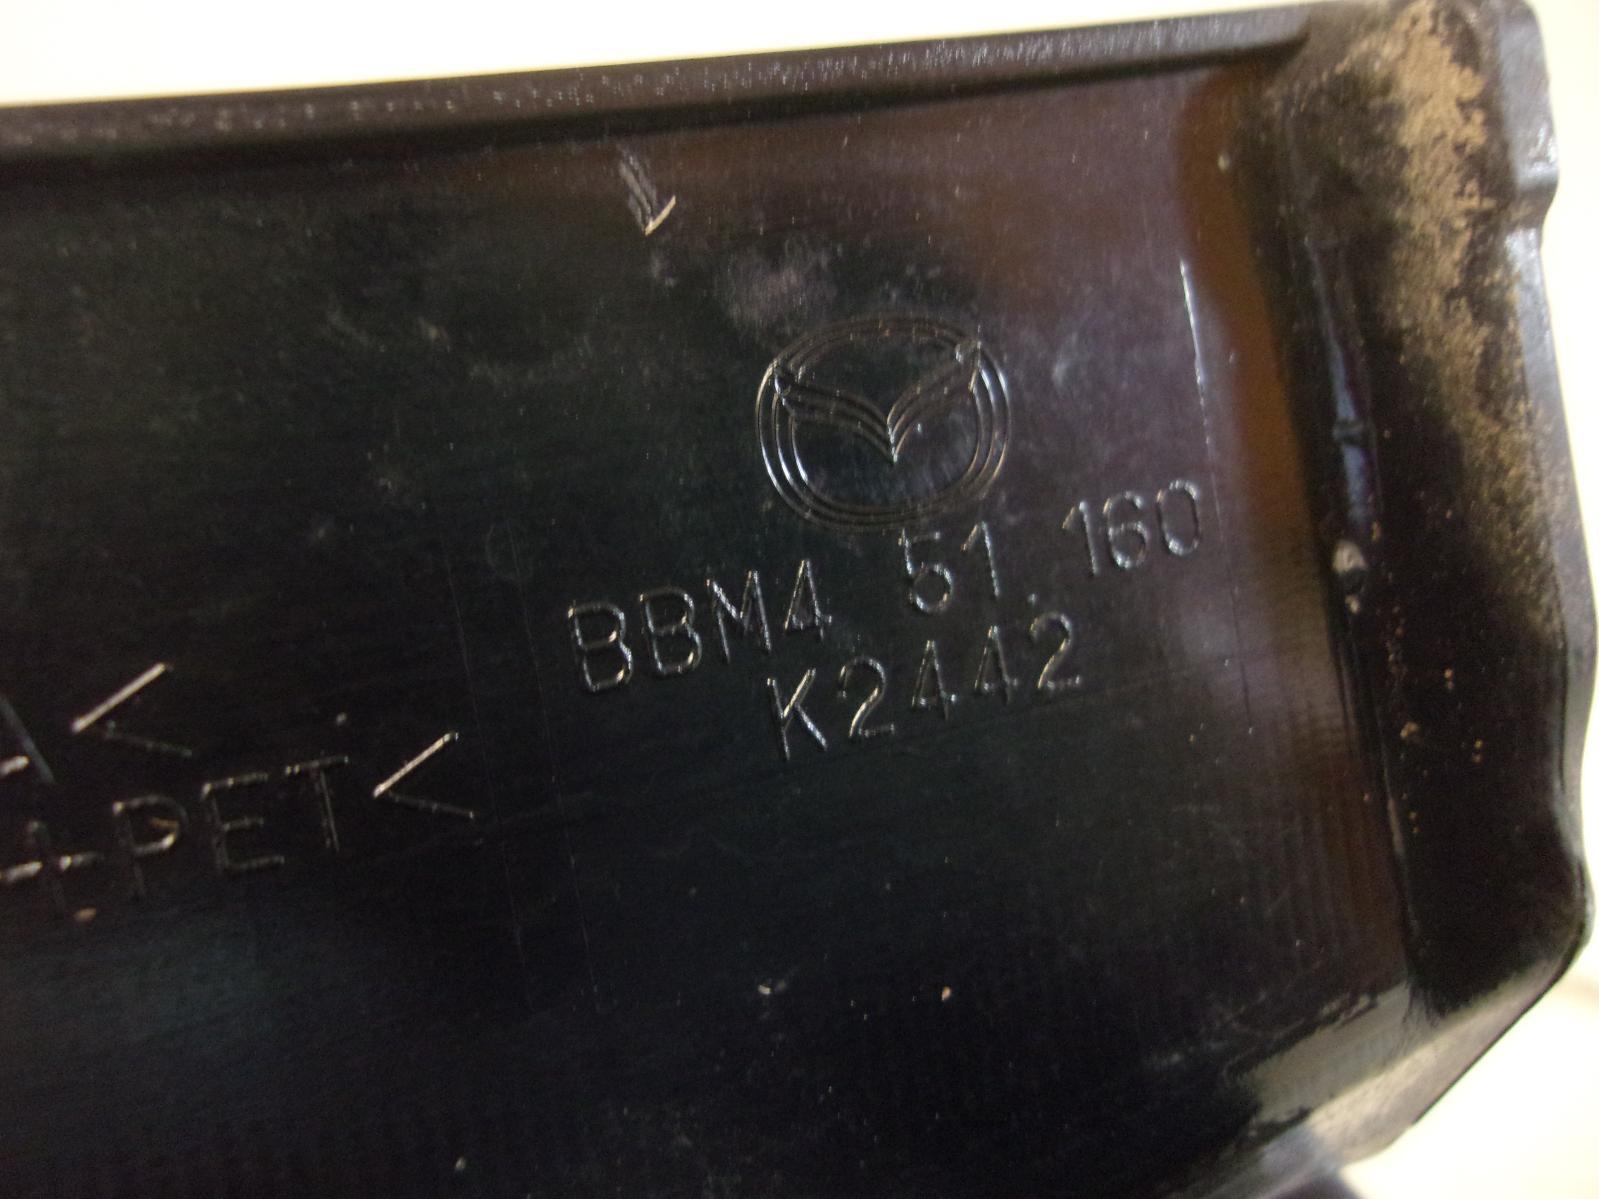 BBM4 51.160
K2442
A<
+PET<